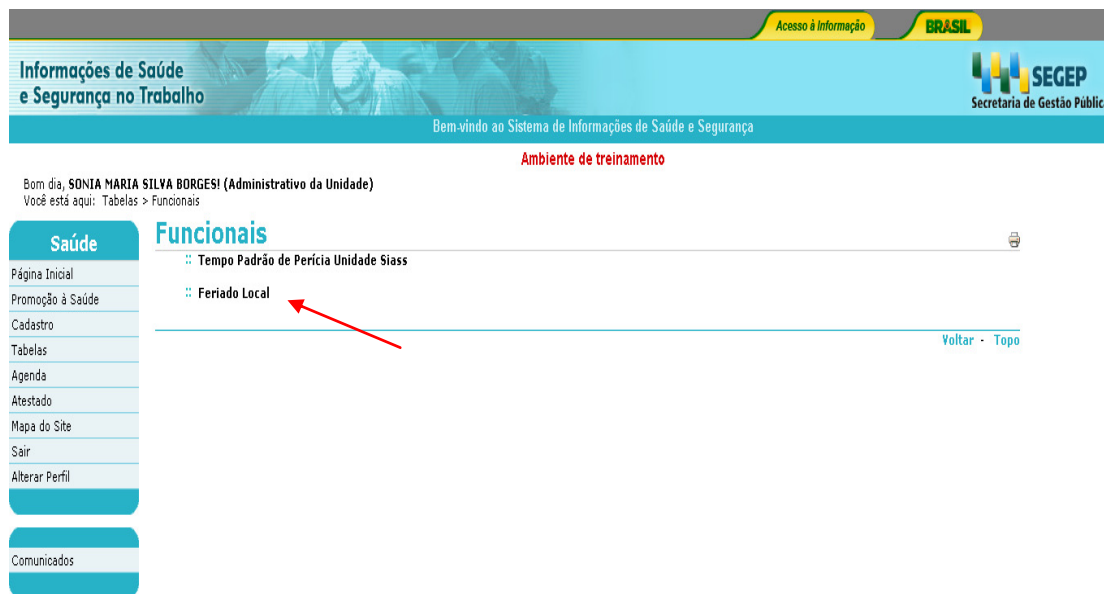 Acesso à Informação
BRASIL
Informações de Saúde
e Segurança no Trabalho
SEGEP
Secretaria de Gestão Públic
Bem-vindo ao Sistema de Informações de Saúde e Segurança
Ambiente de treinamento
Bom dia, SONIA MARIA SILVA BORGES! (Administrativo da Unidade)
Você está aqui: Tabelas > Funcionais
Saúde
Página Inicial
Promoção à Saúde
Cadastro
Tabelas
Agenda
Atestado
Mapa do Site
Sair
Alterar Perfil
Comunicados
Funcionais
:: Tempo Padrão de Perícia Unidade Siass
:: Feriado Local
Voltar - Topo